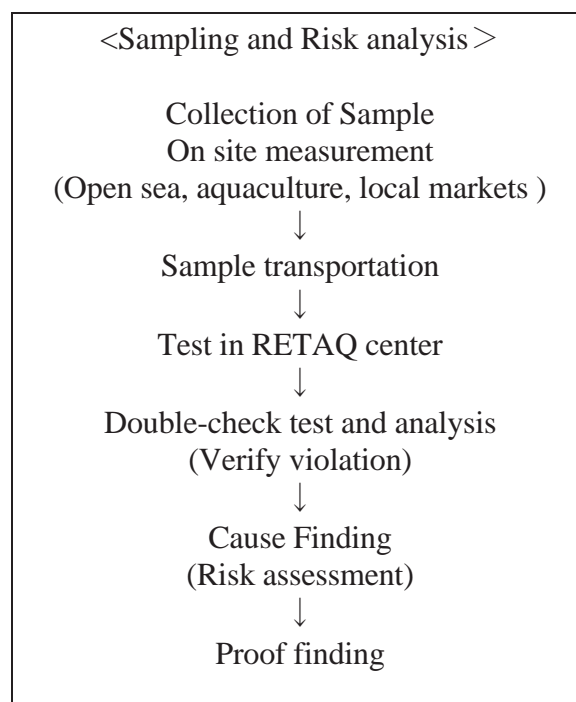 <Sampling and Risk analysis＞
Collection of Sample
On site measurement
(Open sea, aquaculture, local markets )
↓
Sample transportation
↓
Test in RETAQ center
↓
Double-check test and analysis
(Verify violation)
↓
Cause Finding
(Risk assessment)
↓
Proof finding